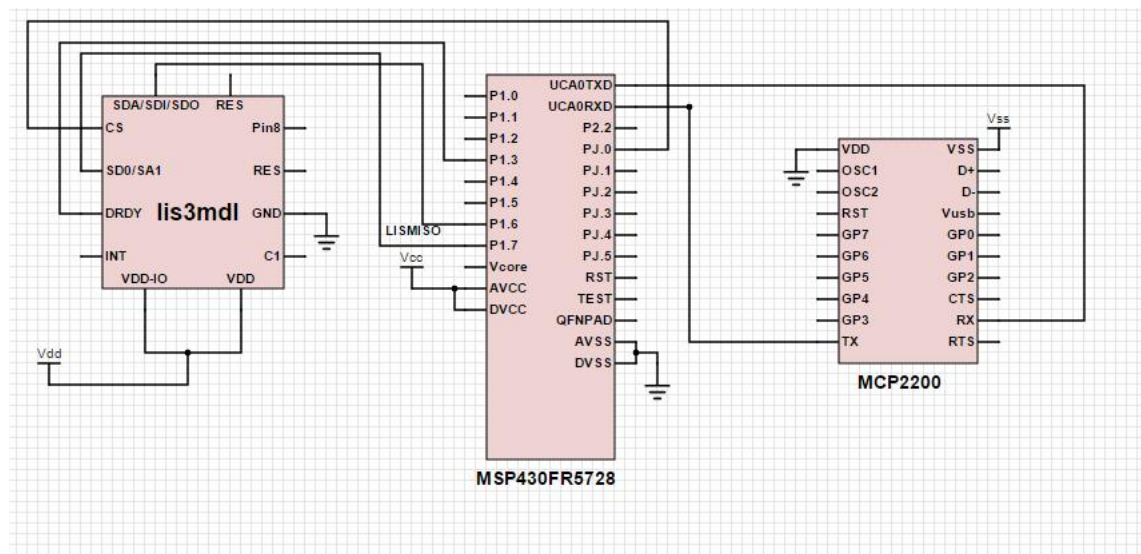 SDA/SDI/SDO
RES
CS
Pin8
SD0/SA1
RES
DRDY
lis3mdl
GND
INT
C1
VDD-IO
VDD
Vdd
LISMISO
Vcc
P1.0
P1.1
P1.2
P1.3
P1.4
P1.5
P1.6
P1.7
Vcore
AVCC
DVCC
UCA0TXD
UCA0RXD
P2.2
PJ.0
PJ.1
PJ.2
PJ.3
PJ.4
PJ.5
RST
TEST
QFNPAD
AVSS
DVSS
MSP430FR5728
Vss
VDD
OSC1
OSC2
RST
GP7
GP6
GP5
GP4
GP3
TX
VSS
D+
D-
Vusb
GP0
GP1
GP2
CTS
RX
RTS
MCP2200